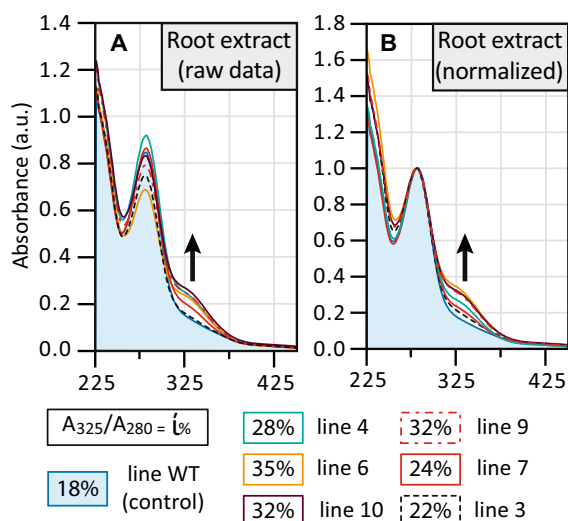 A
Root extract
(raw data)
B
Root extract
(normalized)
Absorbance (a.u.)
1.4
1.2
1.0
0.8
0.6
0.4
0.2
0.0
225
325
425
1.8
1.6
1.4
1.2
1.0
0.8
0.6
0.4
0.2
0.0
225
325
425
A325/A280 = ί%
18% line WT
(control)
28% line 4
35% line 6
32% line 10
32% line 9
24% line 7
22% line 3